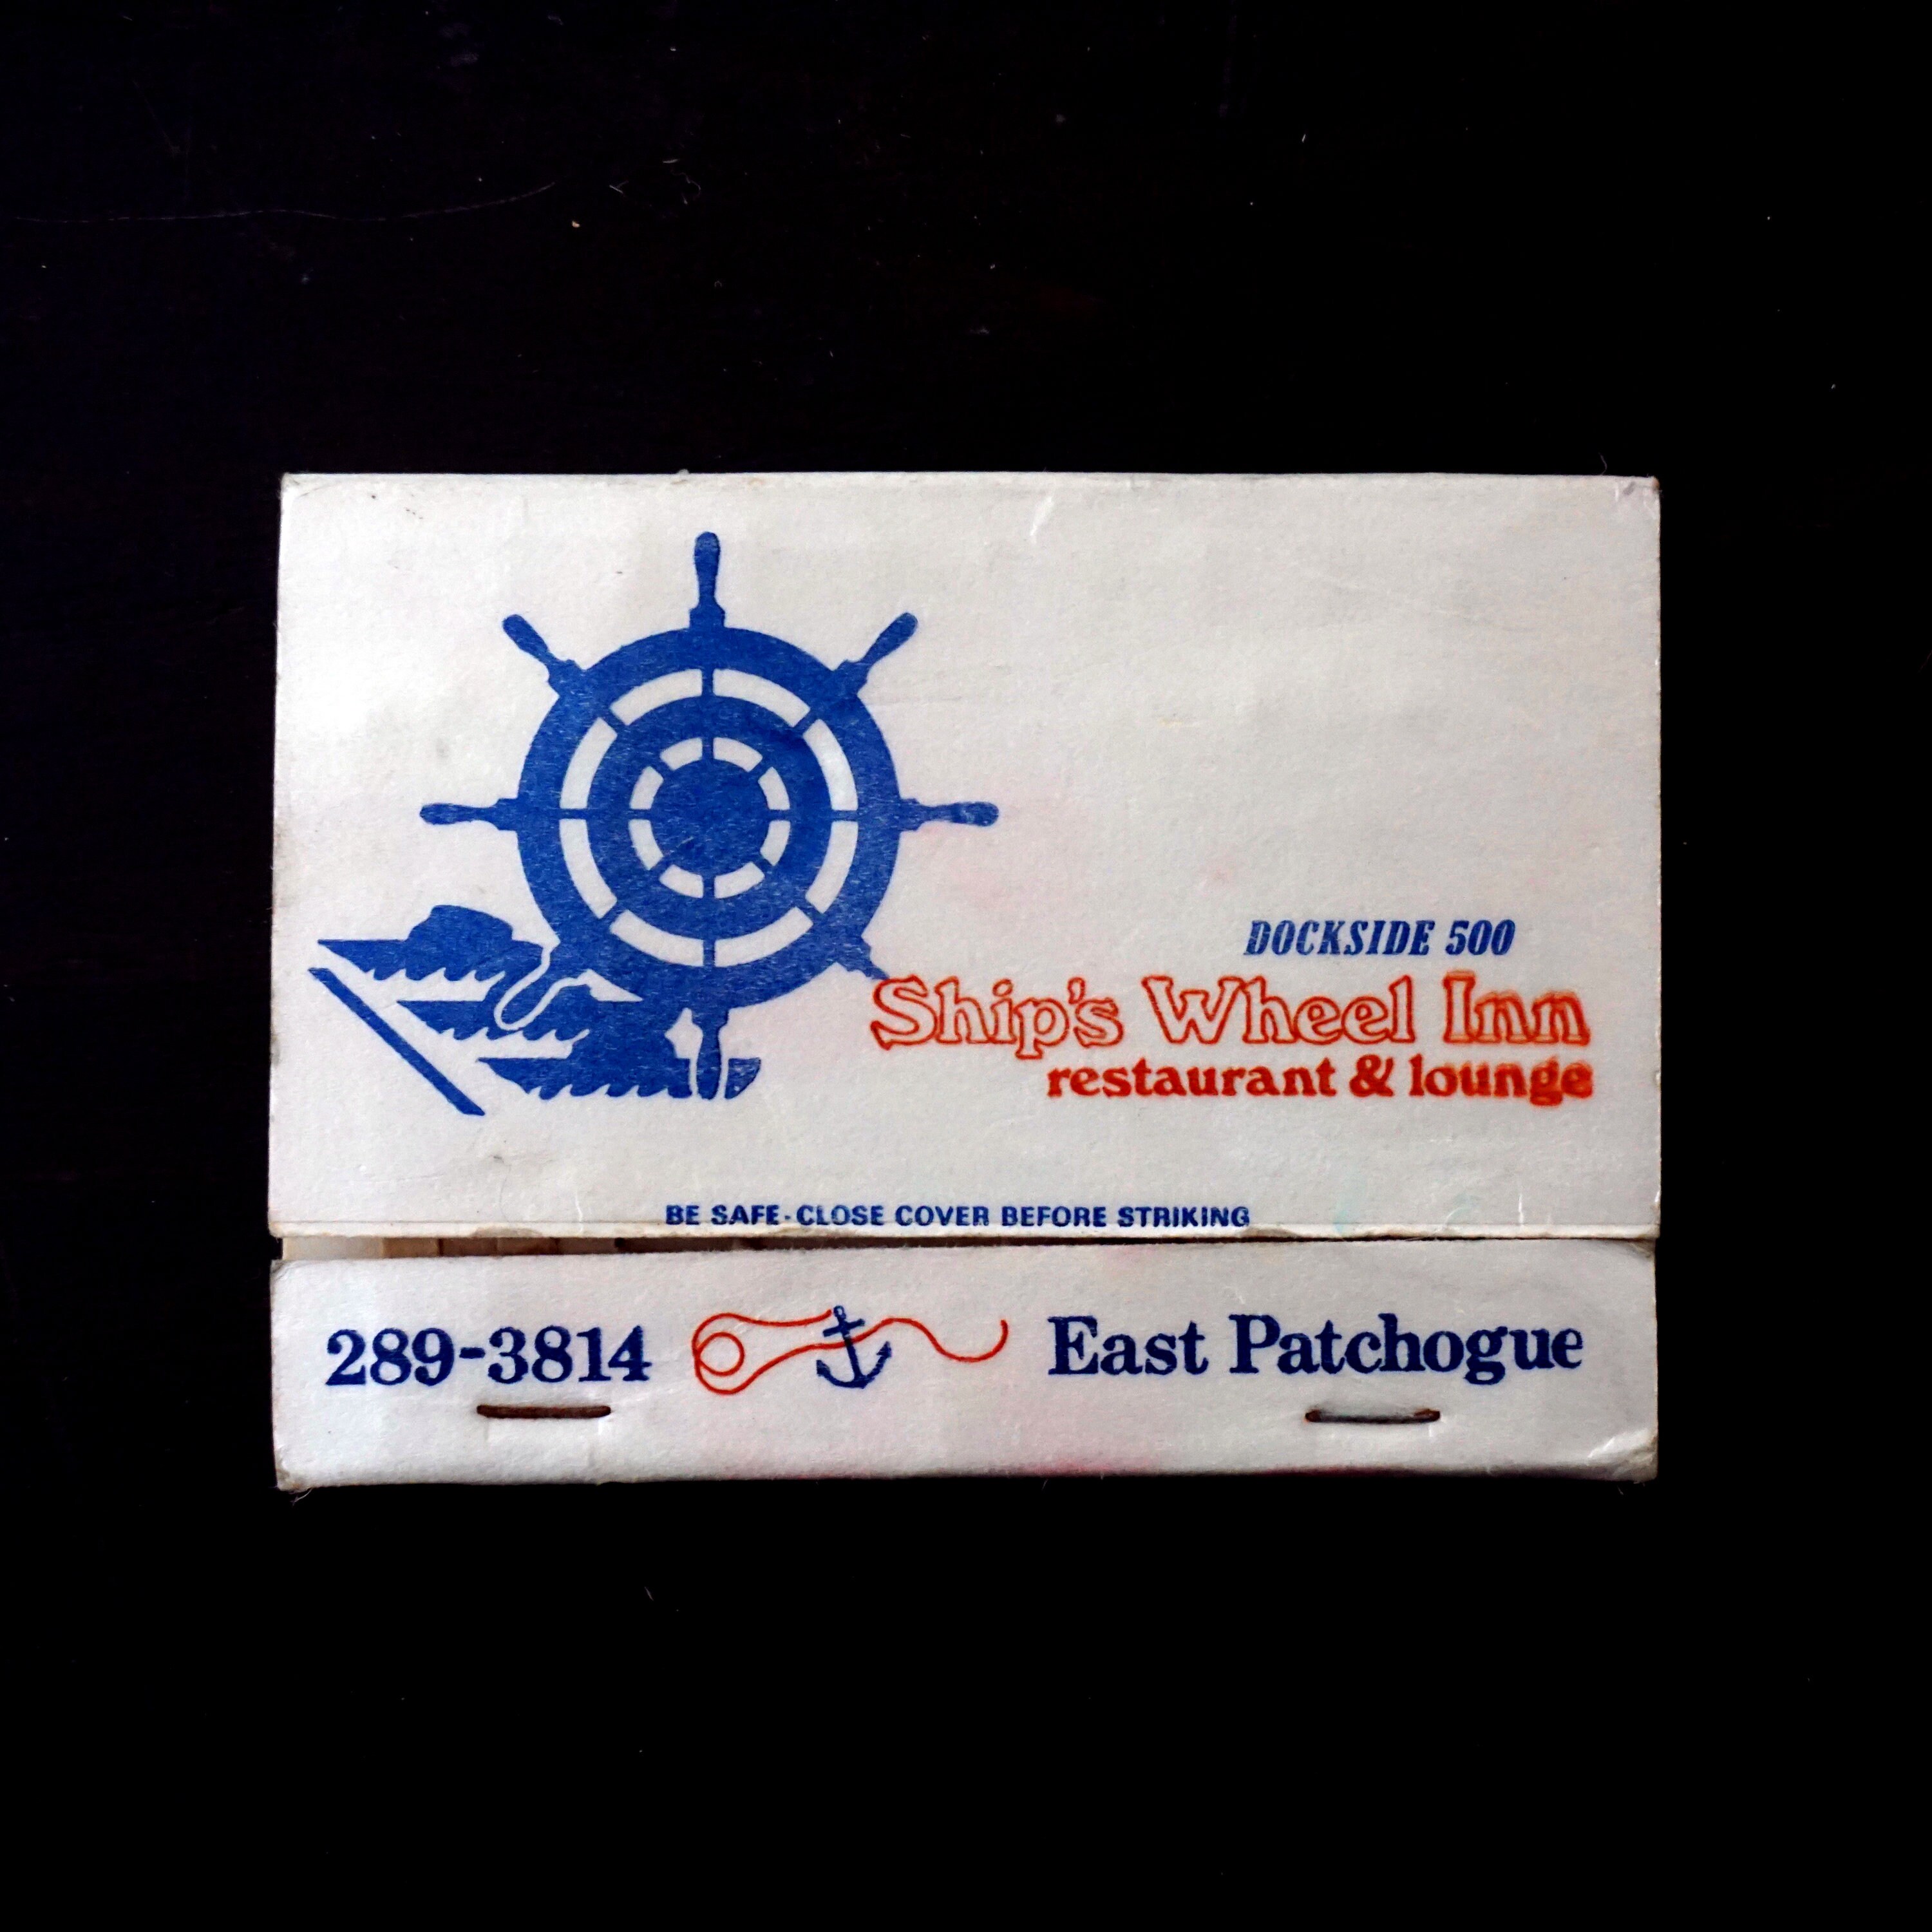 DOCKSIDE 500
Ship's Wheel Inn
restaurant & lounge
BE SAFE - CLOSE COVER BEFORE STRIKING
289-3814 East Patchogue